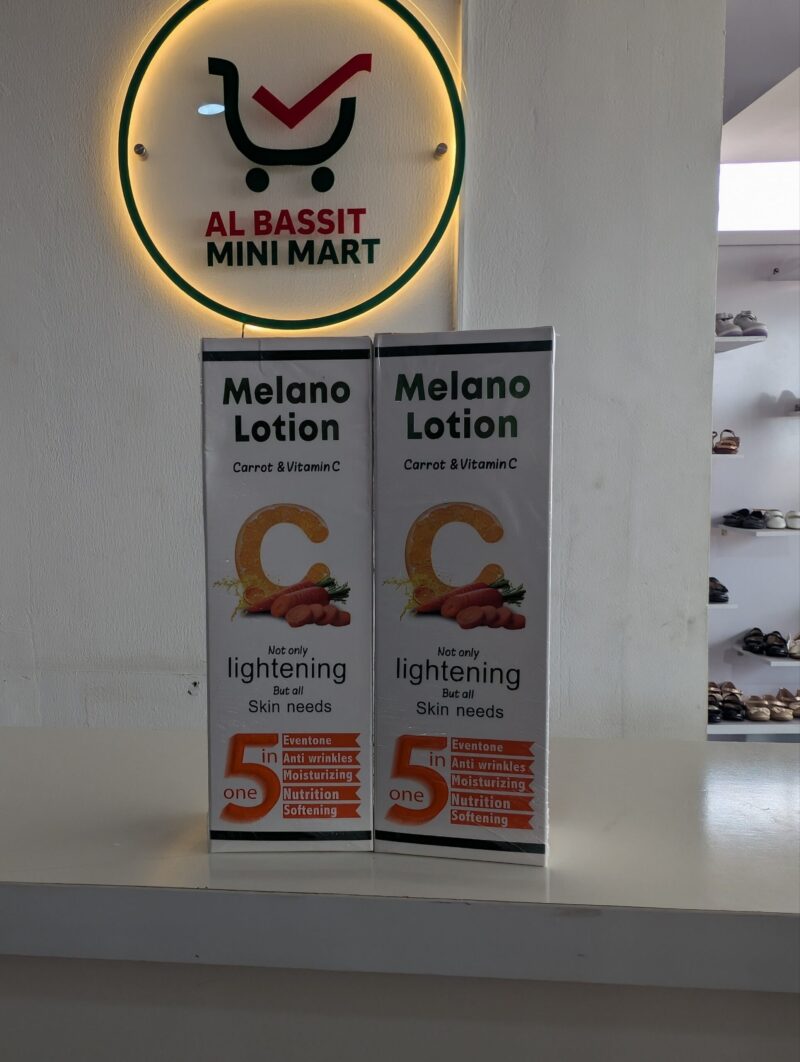 AL BASSIT
MINI MART
Melano
Lotion
Carrot & Vitamin C
Not only
lightening
But all
Skin needs
5 in one
Eventone
Anti wrinkles
Moisturizing
Nutrition
Softening
Melano
Lotion
Carrot & Vitamin C
Not only
lightening
But all
Skin needs
5 in one
Eventone
Anti wrinkles
Moisturizing
Nutrition
Softening